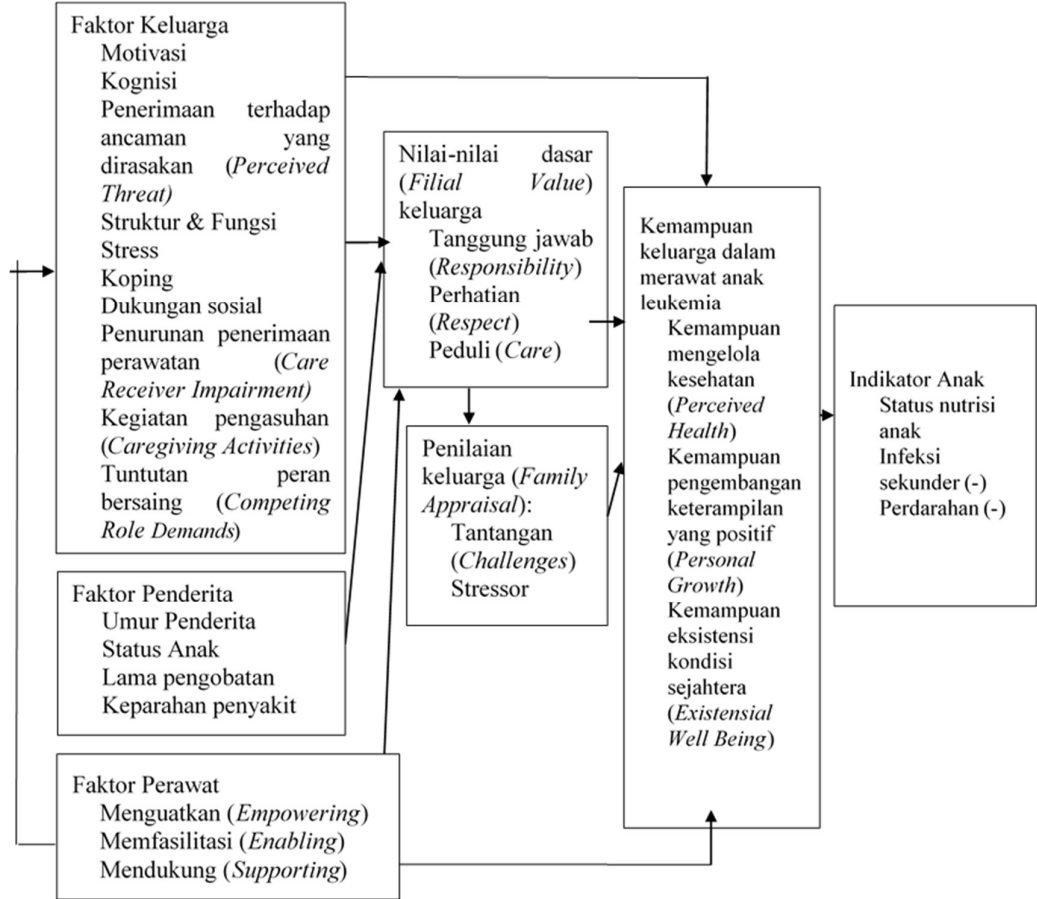 Faktor Keluarga
Motivasi
Kognisi
Penerimaan terhadap
ancaman yang
dirasakan (Perceived
Threat)
Struktur & Fungsi
Stress
Koping
Dukungan sosial
Penurunan penerimaan
perawatan (Care
Receiver Impairment)
Kegiatan pengasuhan
(Caregiving Activities)
Tuntutan peran
bersaing (Competing
Role Demands)
Faktor Penderita
Umur Penderita
Status Anak
Lama pengobatan
Keparahan penyakit
Faktor Perawat
Menguatkan (Empowering)
Memfasilitasi (Enabling)
Mendukung (Supporting)
Nilai-nilai dasar
(Filial Value)
keluarga
Tanggung jawab
(Responsibility)
Perhatian
(Respect)
Peduli (Care)
Penilaian
keluarga (Family
Appraisal):
Tantangan
(Challenges)
Stressor
Kemampuan
keluarga dalam
merawat anak
leukemia
Kemampuan
mengelola
kesehatan
(Perceived
Health)
Kemampuan
pengembangan
keterampilan
yang positif
(Personal
Growth)
Kemampuan
eksistensi
kondisi
sejahtera
(Existensial
Well Being)
Indikator Anak
Status nutrisi
anak
Infeksi
sekunder (-)
Perdarahan (-)